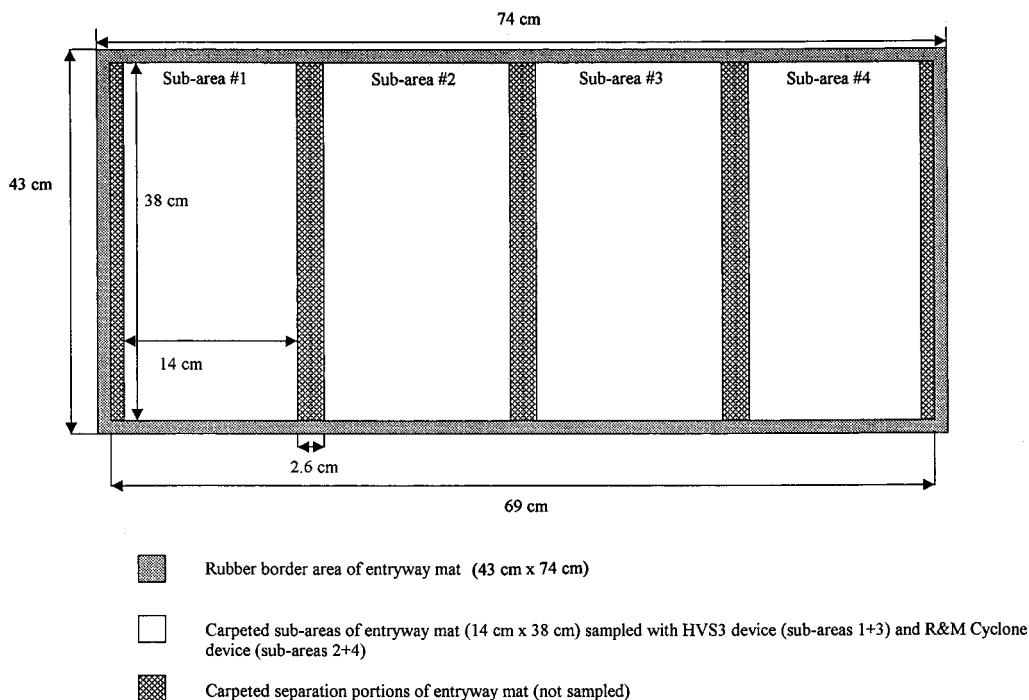 74 cm
Sub-area #1
Sub-area #2
Sub-area #3
Sub-area #4
43 cm
38 cm
14 cm
2.6 cm
69 cm
Rubber border area of entryway mat (43 cm x 74 cm)
Carpeted sub-areas of entryway mat (14 cm x 38 cm) sampled with HVS3 device (sub-areas 1+3) and R&M Cyclone
device (sub-areas 2+4)
Carpeted separation portions of entryway mat (not sampled)